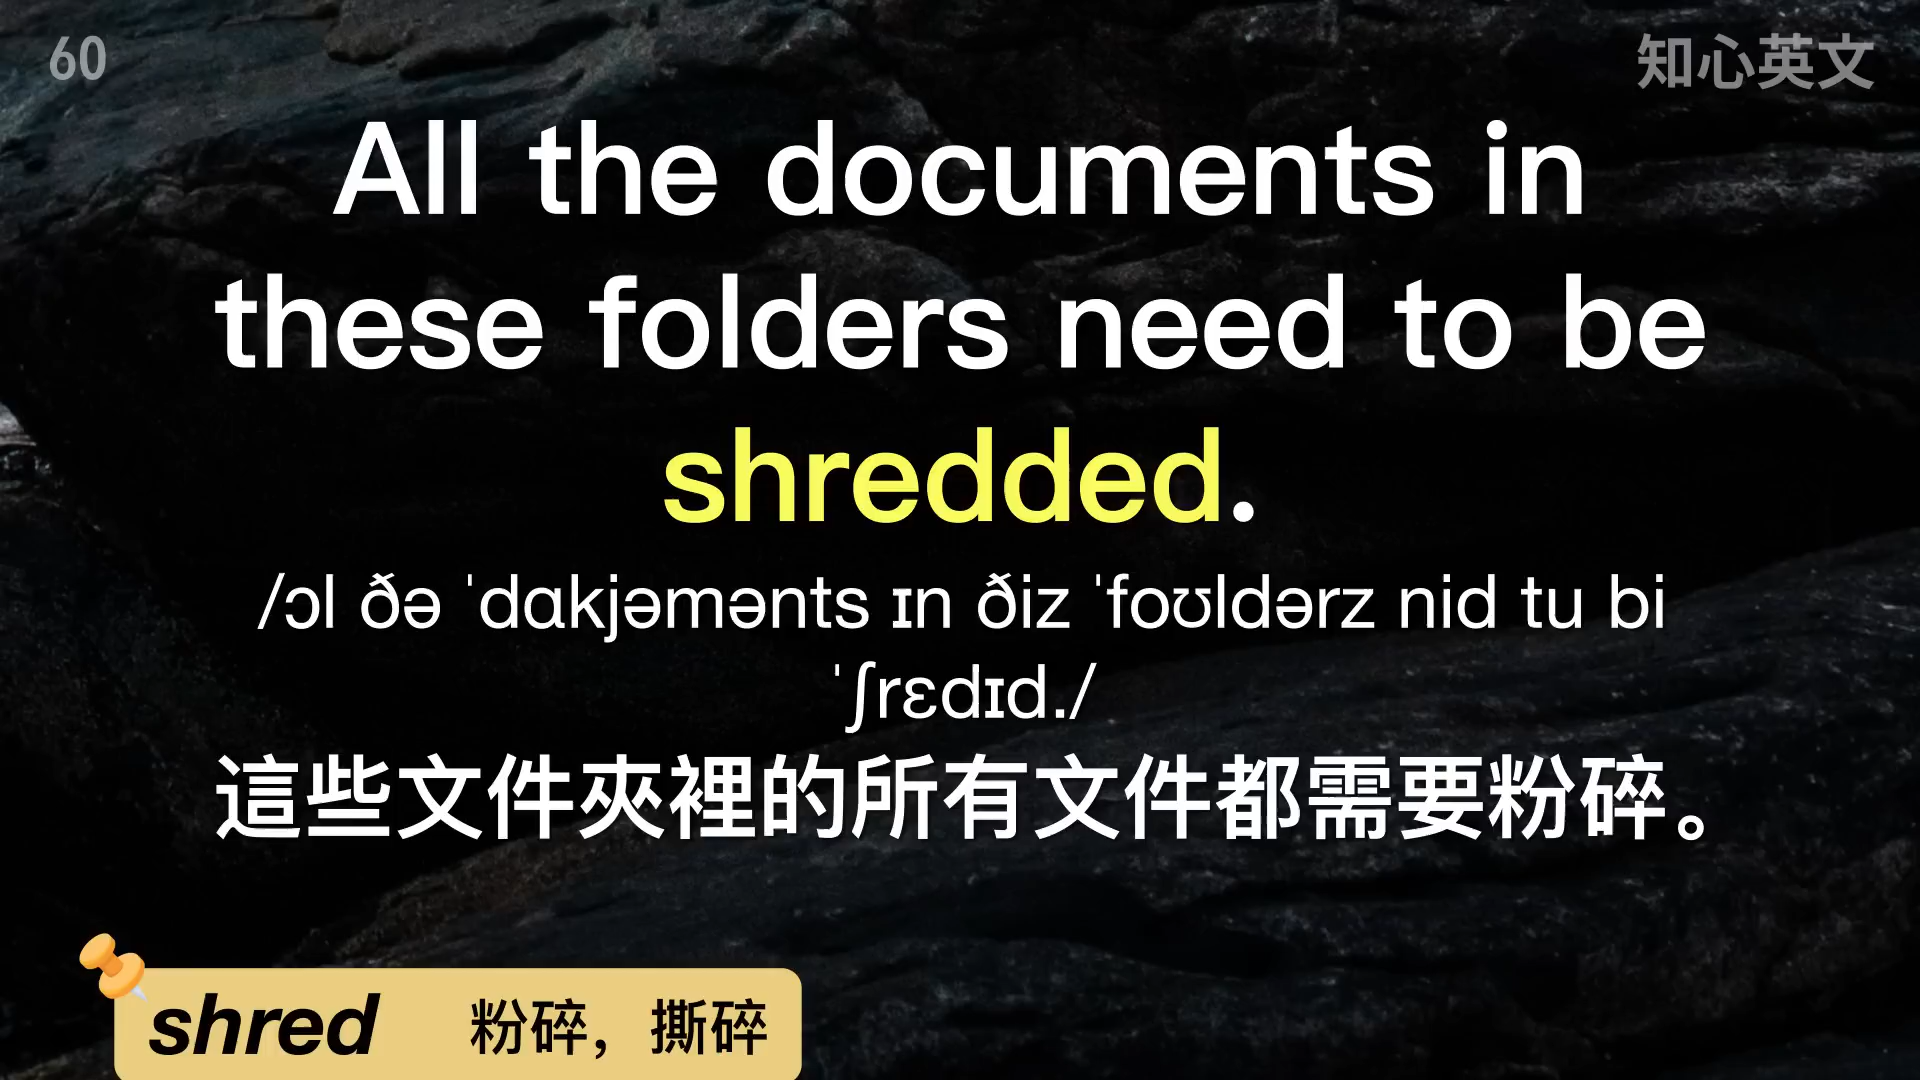 60
知心英文
All the documents in
these folders need to be
shredded.
/ɔl ðə ˈdɑkjəmənts ɪn ðiz ˈfoʊldərz nid tu bi
ˈʃrɛdɪd./
這些文件夾裡的所有文件都需要粉碎。
shred 粉碎，撕碎